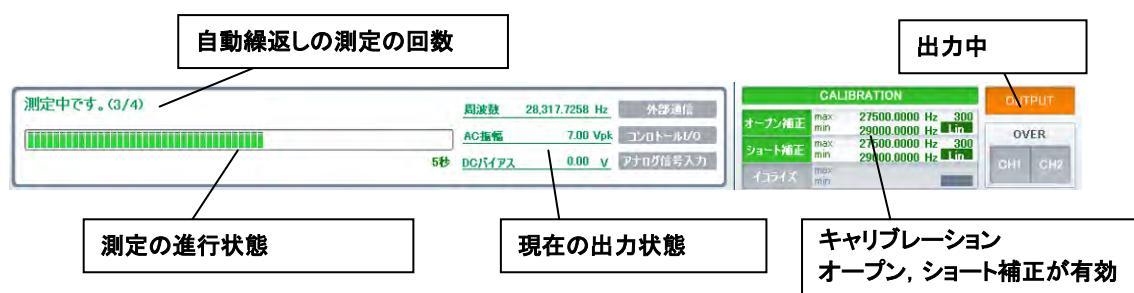 自動繰返しの測定の回数
出力中
測定中です。(3/4)
周波数 28,317.7258 Hz 外部通信
AC振幅 7.00 Vpk コントロールI/O
5秒 DCバイアス 0.00 V アナログ信号入力
CALIBRATION
オープン補正 max 27500.0000 Hz 300
min 29000.0000 Hz Lin
ショート補正 max 27500.0000 Hz 300
min 29000.0000 Hz Lin
イコライズ max
min
OUTPUT
OVER
CH1 CH2
測定の進行状態
現在の出力状態
キャリブレーション
オープン, ショート補正が有効